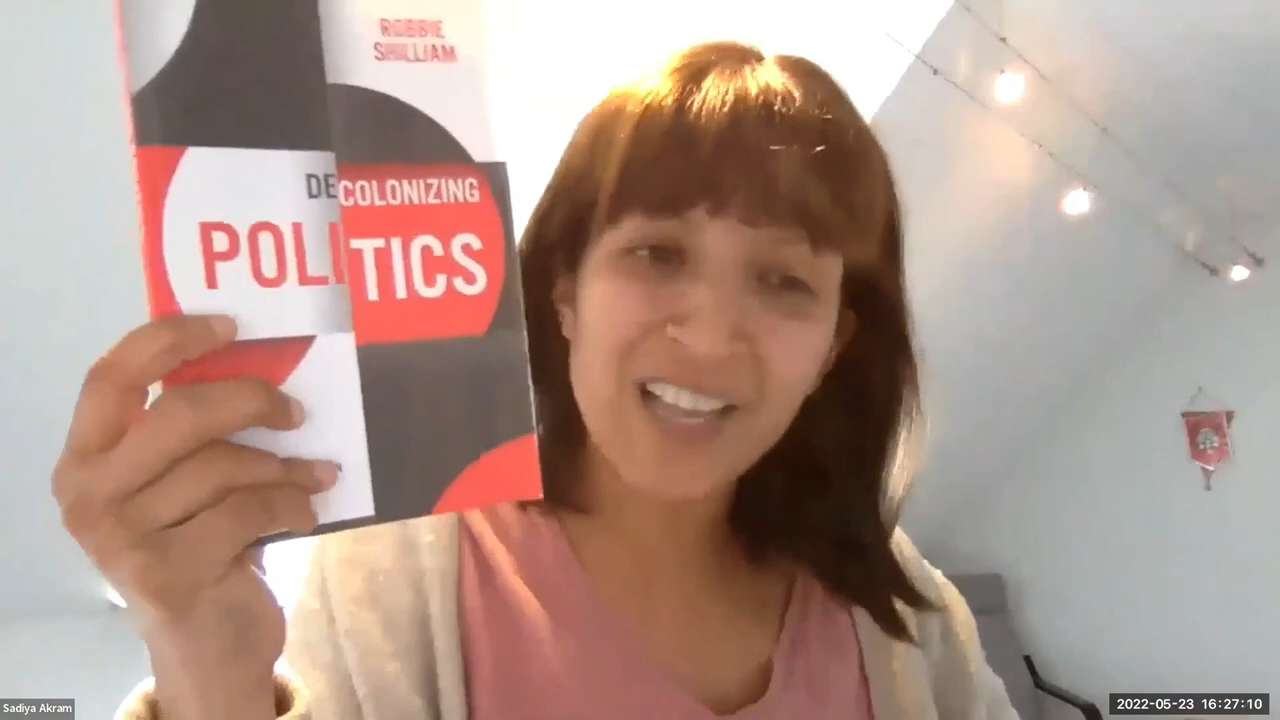 ROBBIE
SHILLIAM
DECOLONIZING
POLITICS
Sadiya Akram
2022-05-23 16:27:10